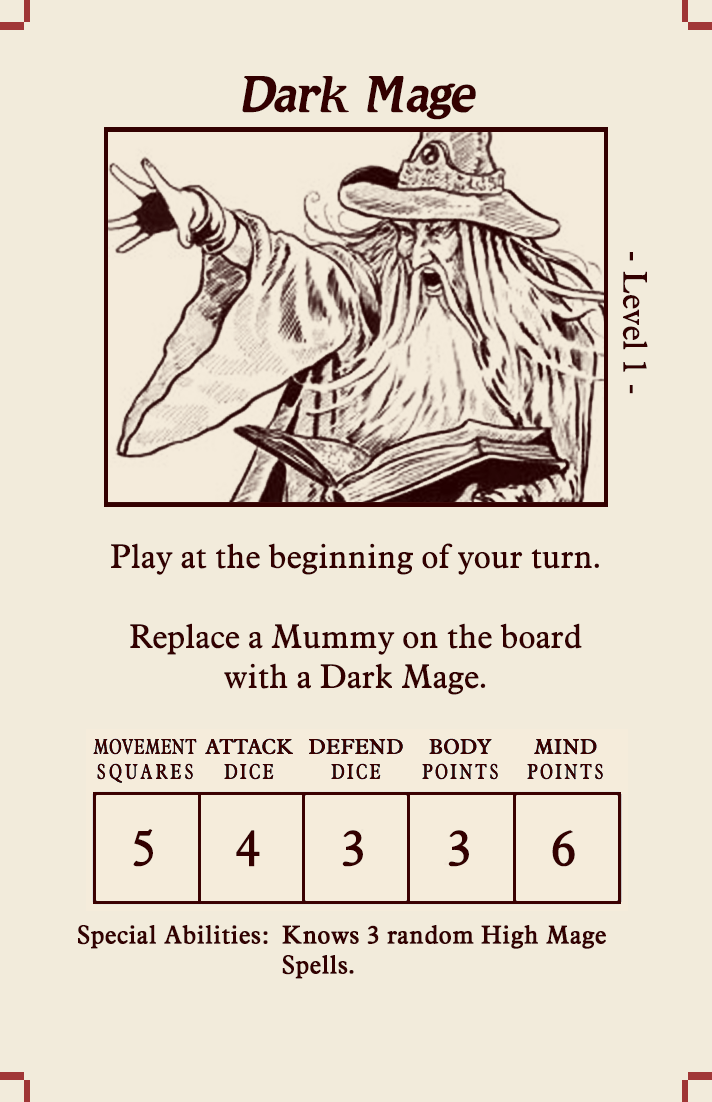 Dark Mage
- Level 1 -
Play at the beginning of your turn.
Replace a Mummy on the board
with a Dark Mage.
MOVEMENT SQUARES ATTACK DICE DEFEND DICE BODY POINTS MIND POINTS
5 4 3 3 6
Special Abilities: Knows 3 random High Mage
Spells.